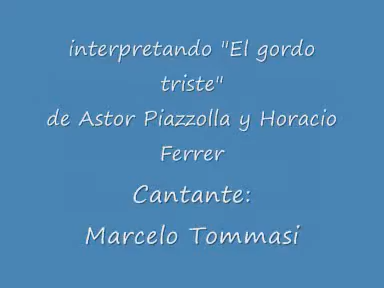 interpretando "El gordo
triste"
de Astor Piazzolla y Horacio
Ferrer
Cantante:
Marcelo Tommasi